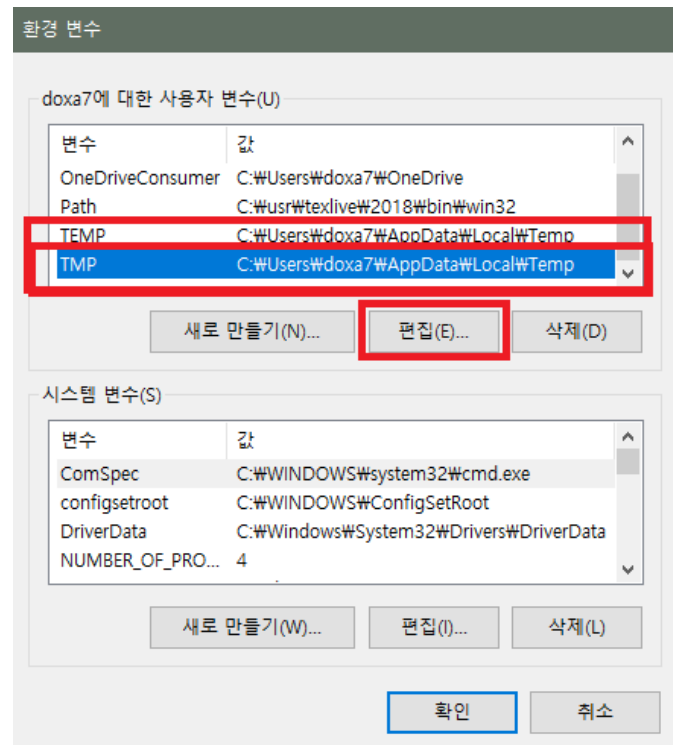 환경 변수
doxa7에 대한 사용자 변수(U)
변수 값
OneDriveConsumer C:₩Users₩doxa7₩OneDrive
Path C:₩usr₩texlive₩2018₩bin₩win32
TEMP C:₩Users₩doxa7₩AppData₩Local₩Temp
TMP C:₩Users₩doxa7₩AppData₩Local₩Temp
새로 만들기(N)... 편집(E)... 삭제(D)
시스템 변수(S)
변수 값
ComSpec C:₩WINDOWS₩system32₩cmd.exe
configsetroot C:₩WINDOWS₩ConfigSetRoot
DriverData C:₩Windows₩System32₩Drivers₩DriverData
NUMBER_OF_PRO... 4
새로 만들기(W)... 편집(I)... 삭제(L)
확인 취소